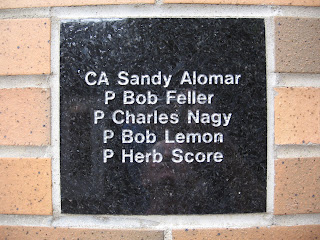 CA Sandy Alomar
P Bob Feller
P Charles Nagy
P Bob Lemon
P Herb Score